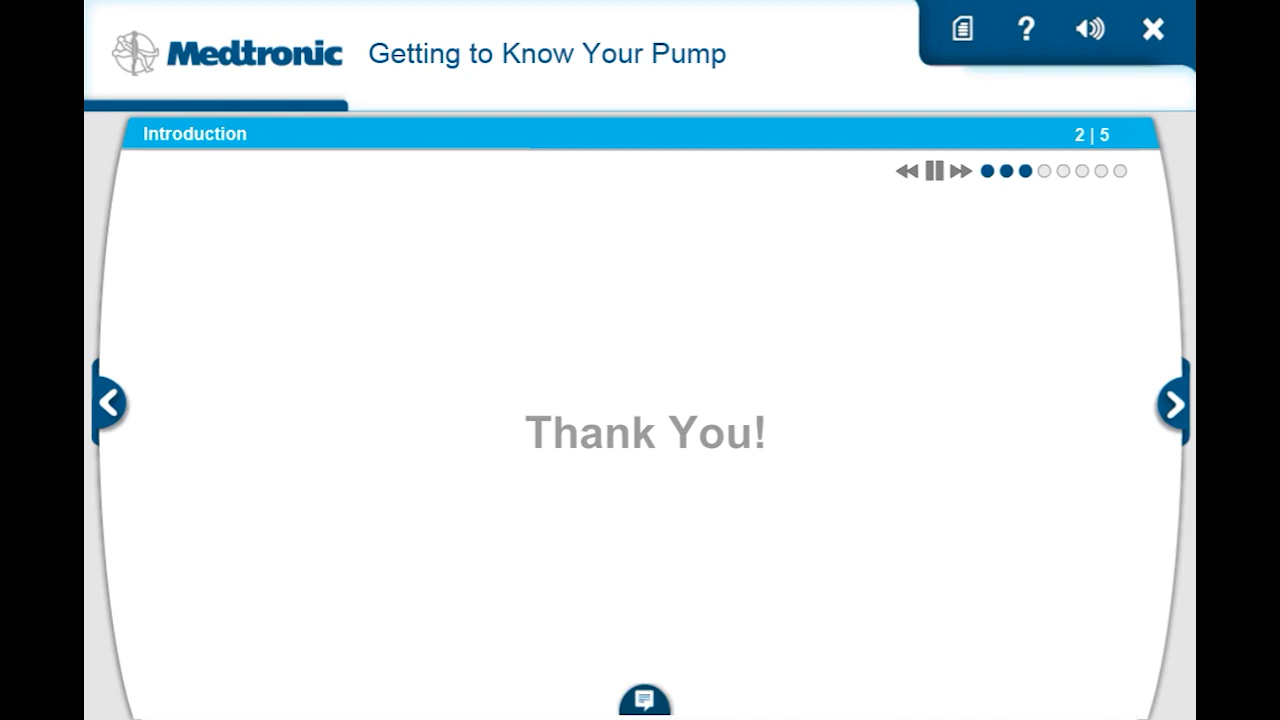 Medtronic
Getting to Know Your Pump
?
Introduction
2 | 5
Thank You!